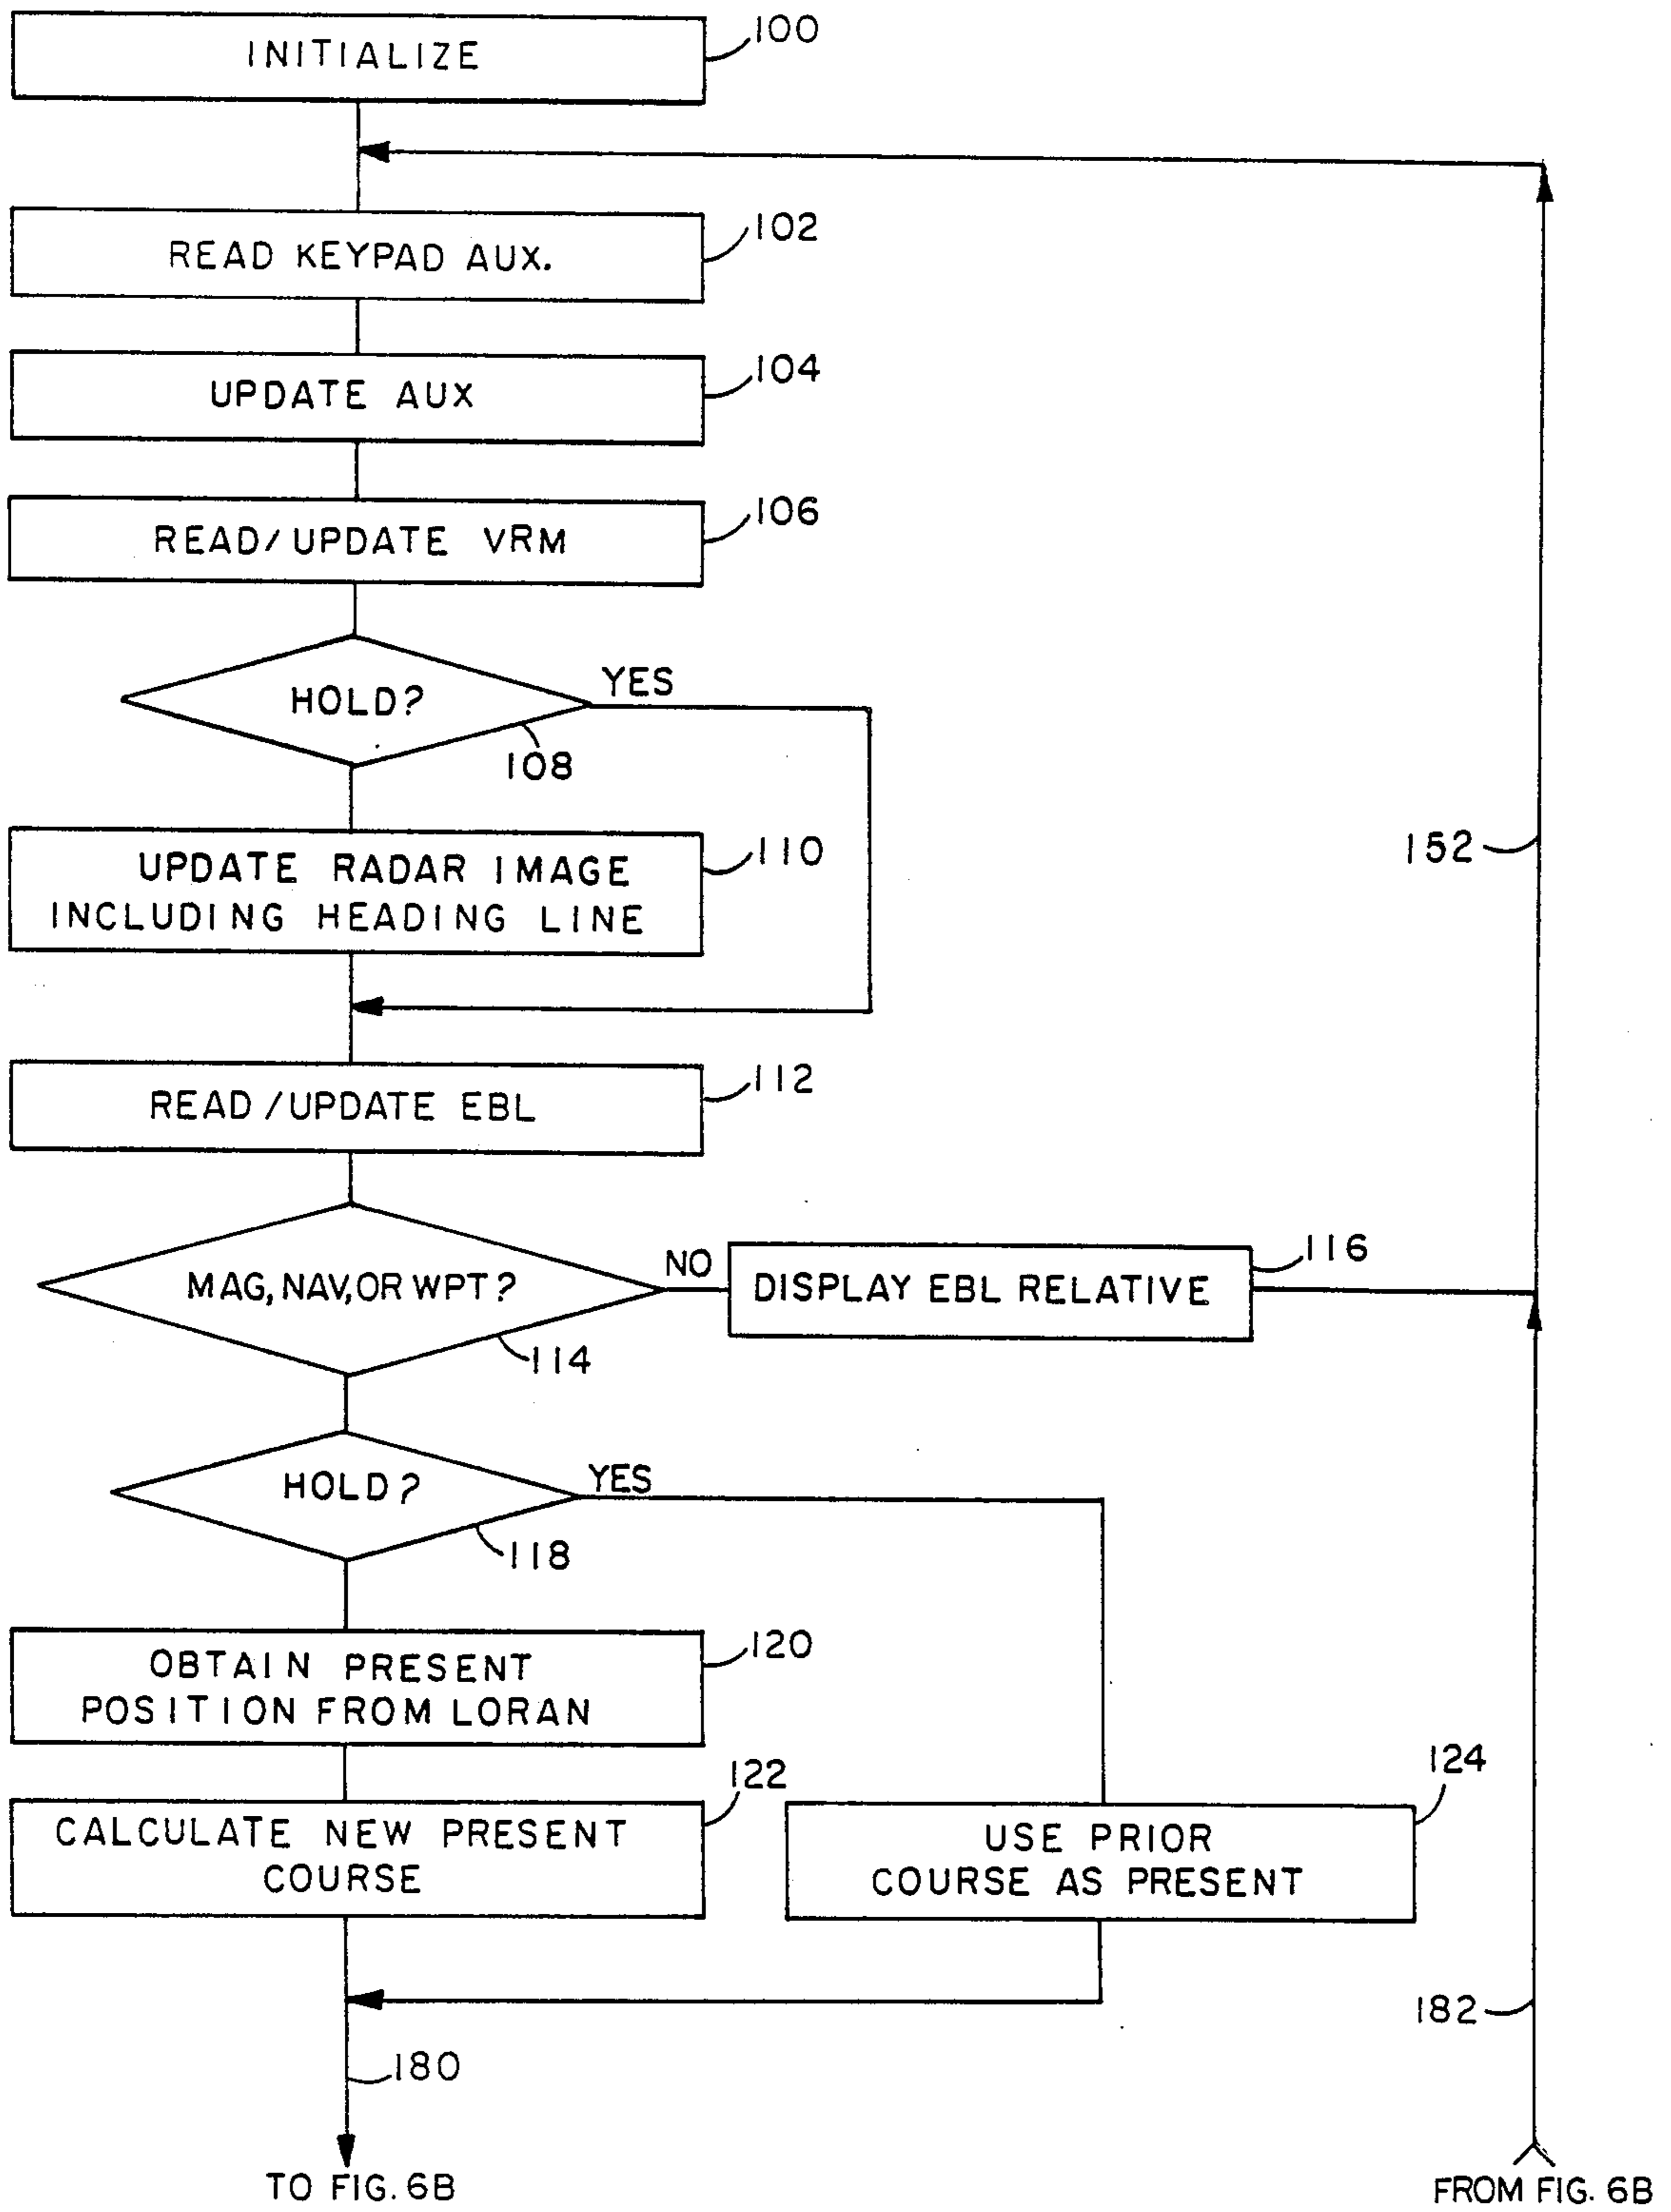 INITIALIZE
100
READ KEYPAD AUX.
102
UPDATE AUX
104
READ/UPDATE VRM
106
HOLD?
YES
108
UPDATE RADAR IMAGE
INCLUDING HEADING LINE
110
152
READ/UPDATE EBL
112
MAG,NAV,OR WPT?
NO
114
DISPLAY EBL RELATIVE
116
HOLD?
YES
118
OBTAIN PRESENT
POSITION FROM LORAN
120
CALCULATE NEW PRESENT
COURSE
122
USE PRIOR
COURSE AS PRESENT
124
182
180
TO FIG. 6B
FROM FIG. 6B